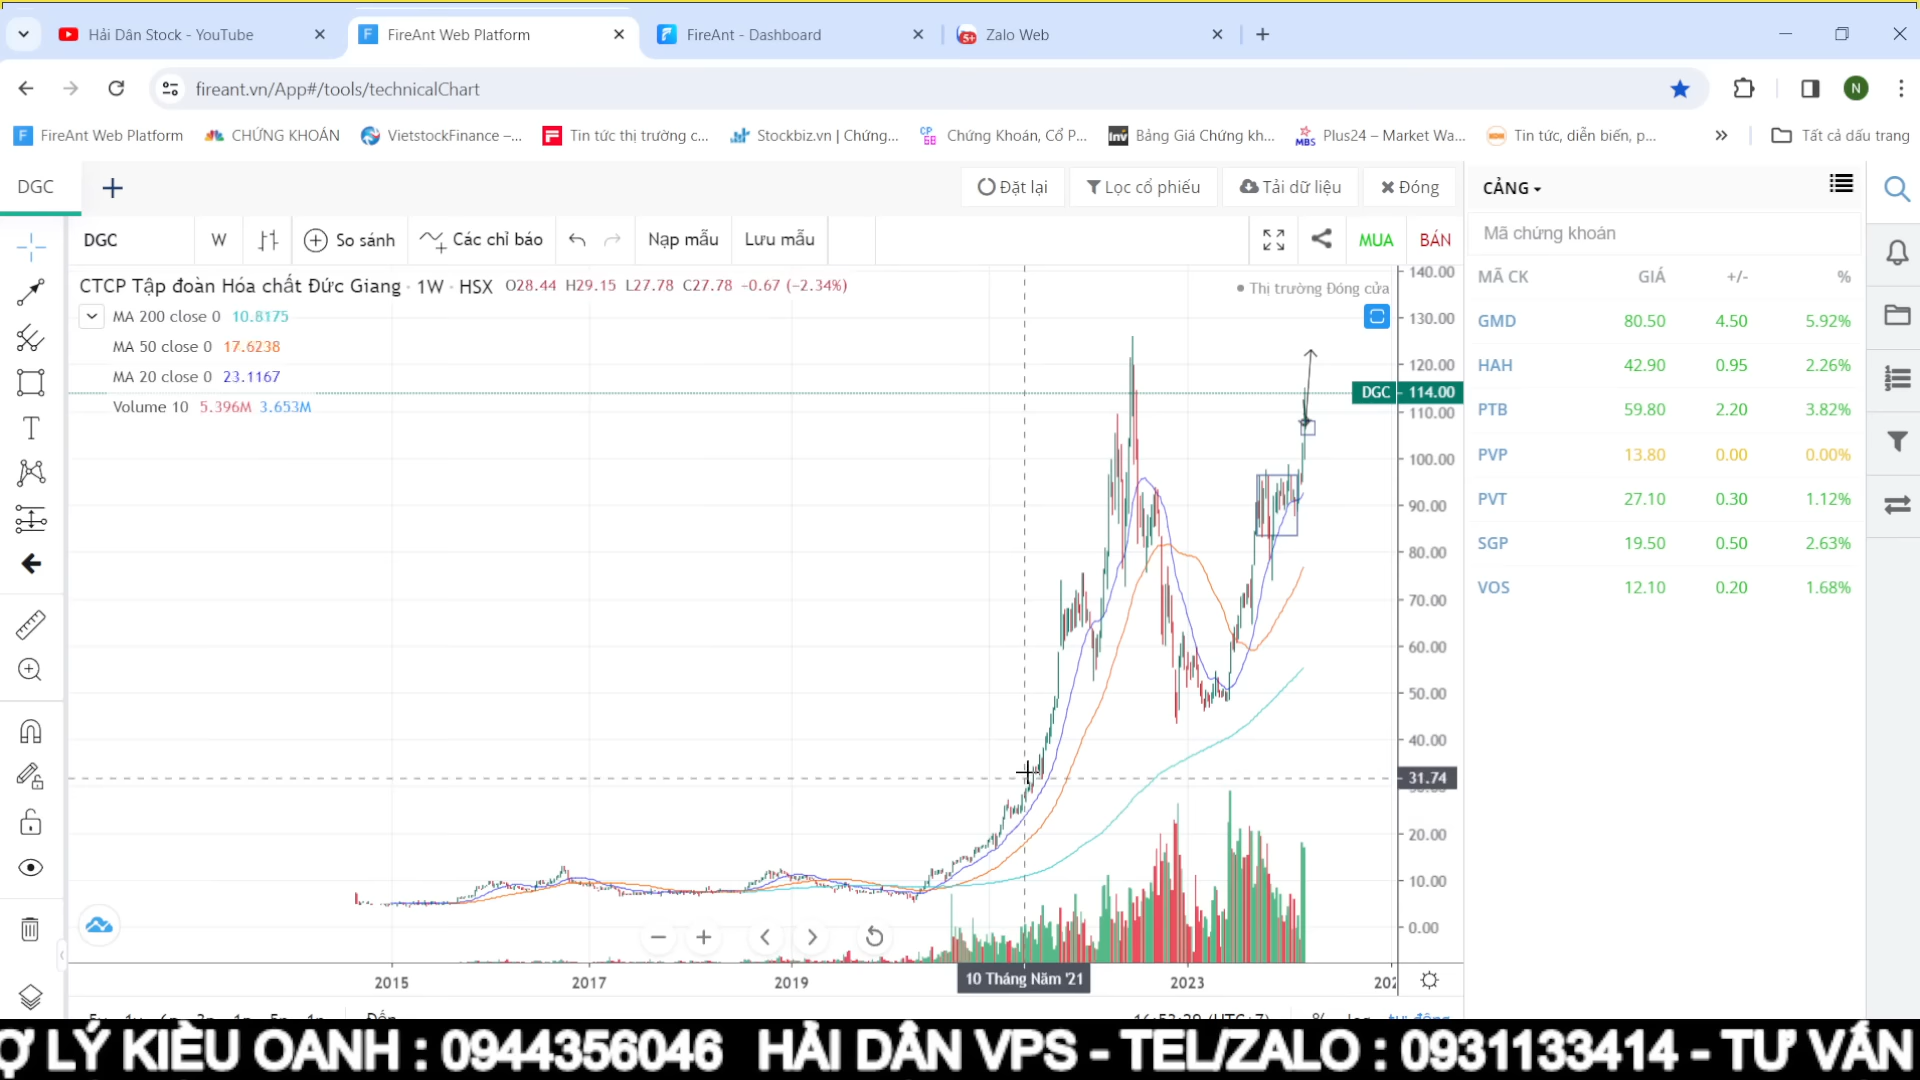 Hải Dân Stock - YouTube
FireAnt Web Platform
FireAnt - Dashboard
5+ Zalo Web
fireant.vn/App#/tools/technicalChart
N
FireAnt Web Platform
CHỨNG KHOÁN
VietstockFinance –...
Tin tức thị trường c...
Stockbiz.vn | Chứng...
CP 68 Chứng Khoán, Cổ P...
Inv Bảng Giá Chứng kh...
MBS Plus24 – Market Wa...
Tin tức, diễn biến, p...
Tất cả dấu trang
DGC
Đặt lại
Lọc cổ phiếu
Tải dữ liệu
Đóng
CẢNG
DGC
W
So sánh
Các chỉ báo
Nạp mẫu
Lưu mẫu
MUA
BÁN
Mã chứng khoán
CTCP Tập đoàn Hóa chất Đức Giang · 1W · HSX O28.44 H29.15 L27.78 C27.78 −0.67 (−2.34%)
Thị trường Đóng cửa
MA 200 close 0 10.8175
MA 50 close 0 17.6238
MA 20 close 0 23.1167
Volume 10 5.396M 3.653M
MÃ CK GIÁ +/- %
GMD 80.50 4.50 5.92%
HAH 42.90 0.95 2.26%
PTB 59.80 2.20 3.82%
PVP 13.80 0.00 0.00%
PVT 27.10 0.30 1.12%
SGP 19.50 0.50 2.63%
VOS 12.10 0.20 1.68%
140.00
130.00
120.00
DGC 114.00
110.00
100.00
90.00
80.00
70.00
60.00
50.00
40.00
31.74
20.00
10.00
0.00
2015
2017
2019
10 Tháng Năm '21
2023
Ợ LÝ KIỀU OANH : 0944356046 HẢI DÂN VPS - TEL/ZALO : 0931133414 - TƯ VẤN